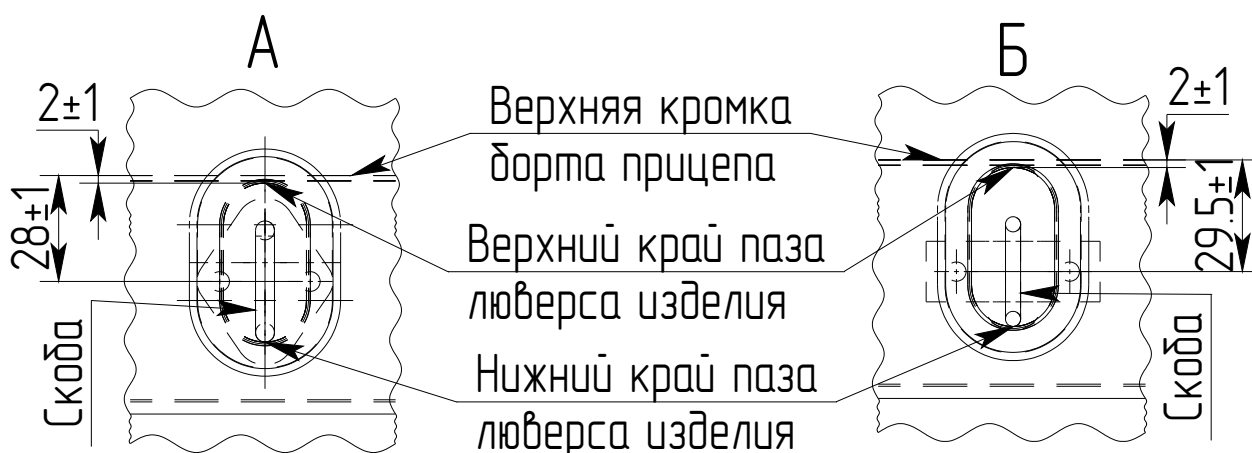 А
Б
2±1
2±1
Верхняя кромка
борта прицепа
28±1
29.5±1
Верхний край паза
люверса изделия
Скоба
Скоба
Нижний край паза
люверса изделия